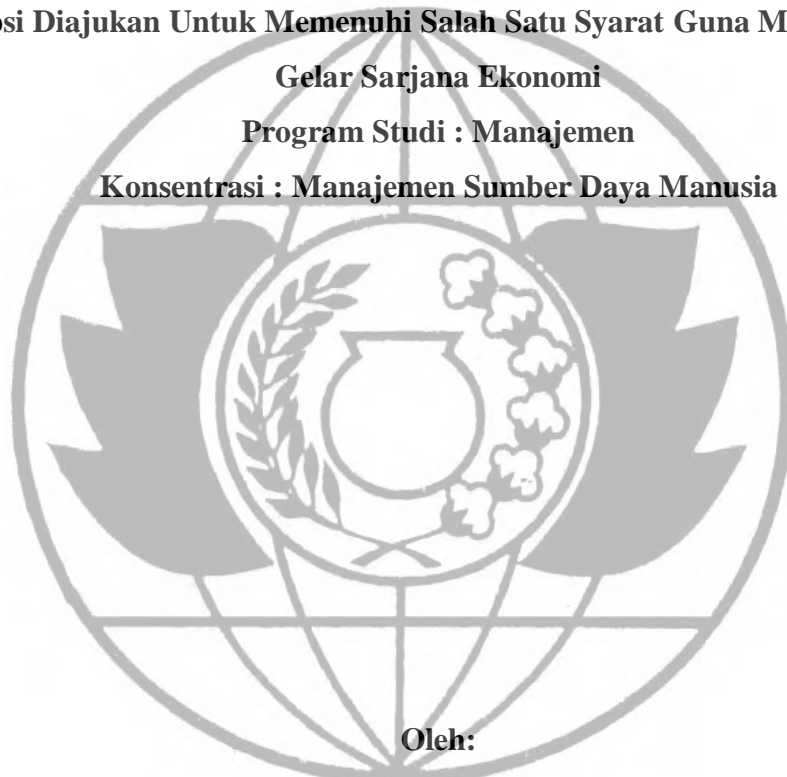 Diajukan Untuk Memenuhi Salah Satu Syarat Guna
Gelar Sarjana Ekonomi
Program Studi : Manajemen
Konsentrasi : Manajemen Sumber Daya Manusia
Oleh: